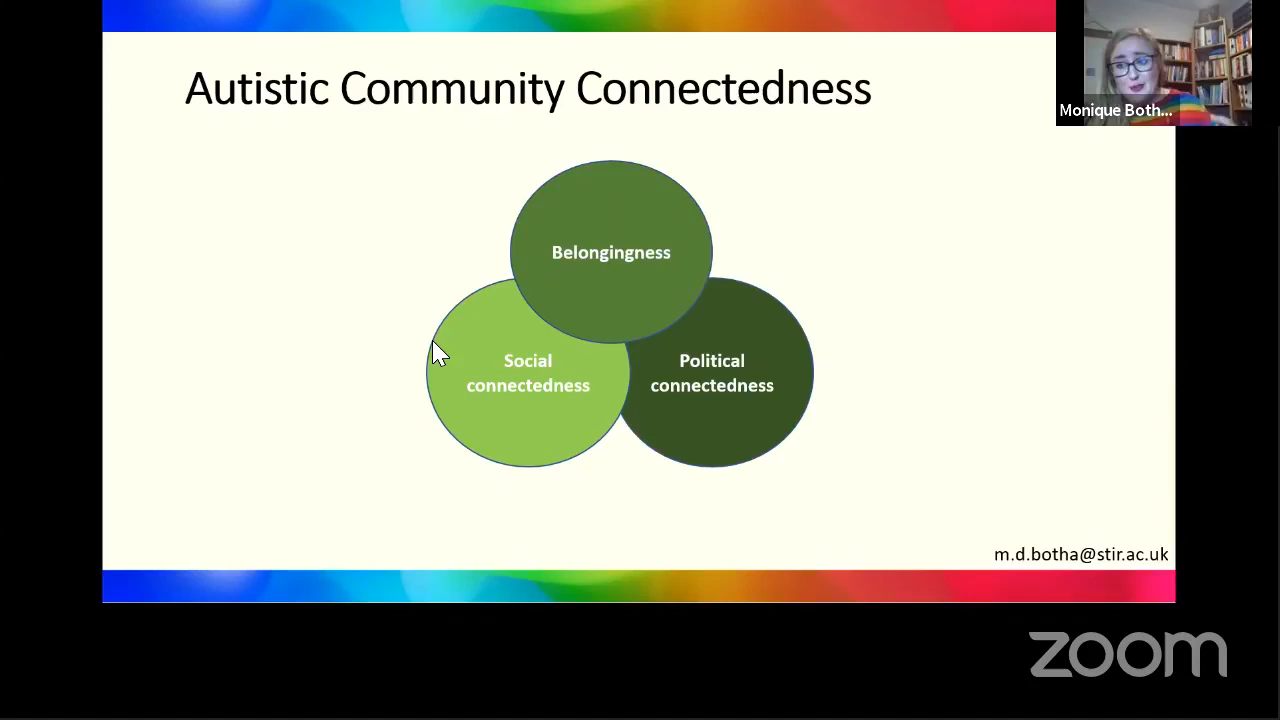 Autistic Community Connectedness
Monique Both...
Belongingness
Social
connectedness
Political
connectedness
m.d.botha@stir.ac.uk
zoom